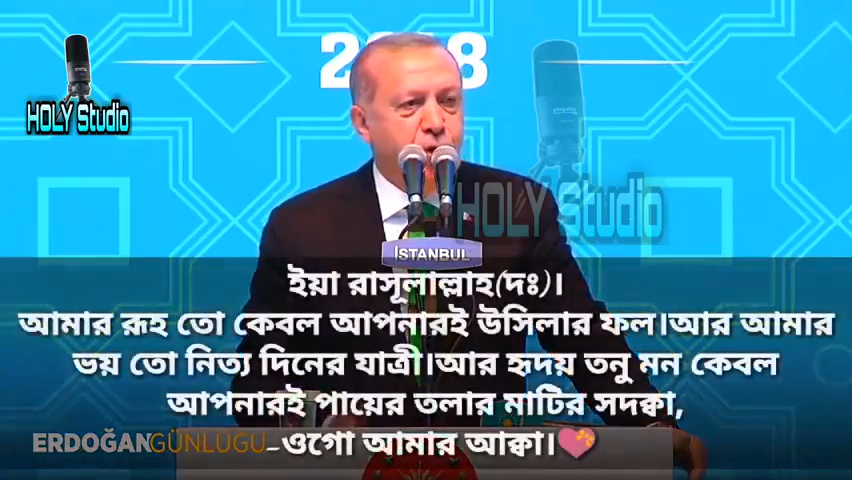 2018
HOLY Studio
HOLY Studio
İSTANBUL
ইয়া রাসূলাল্লাহ(দঃ)।
আমার রূহ তো কেবল আপনারই উসিলার ফল।আর আমার
ভয় তো নিত্য দিনের যাত্রী।আর হৃদয় তনু মন কেবল
আপনারই পায়ের তলার মাটির সদক্বা,
ERDOĞANGÜNLUGU -ওগো আমার আক্বা।💝